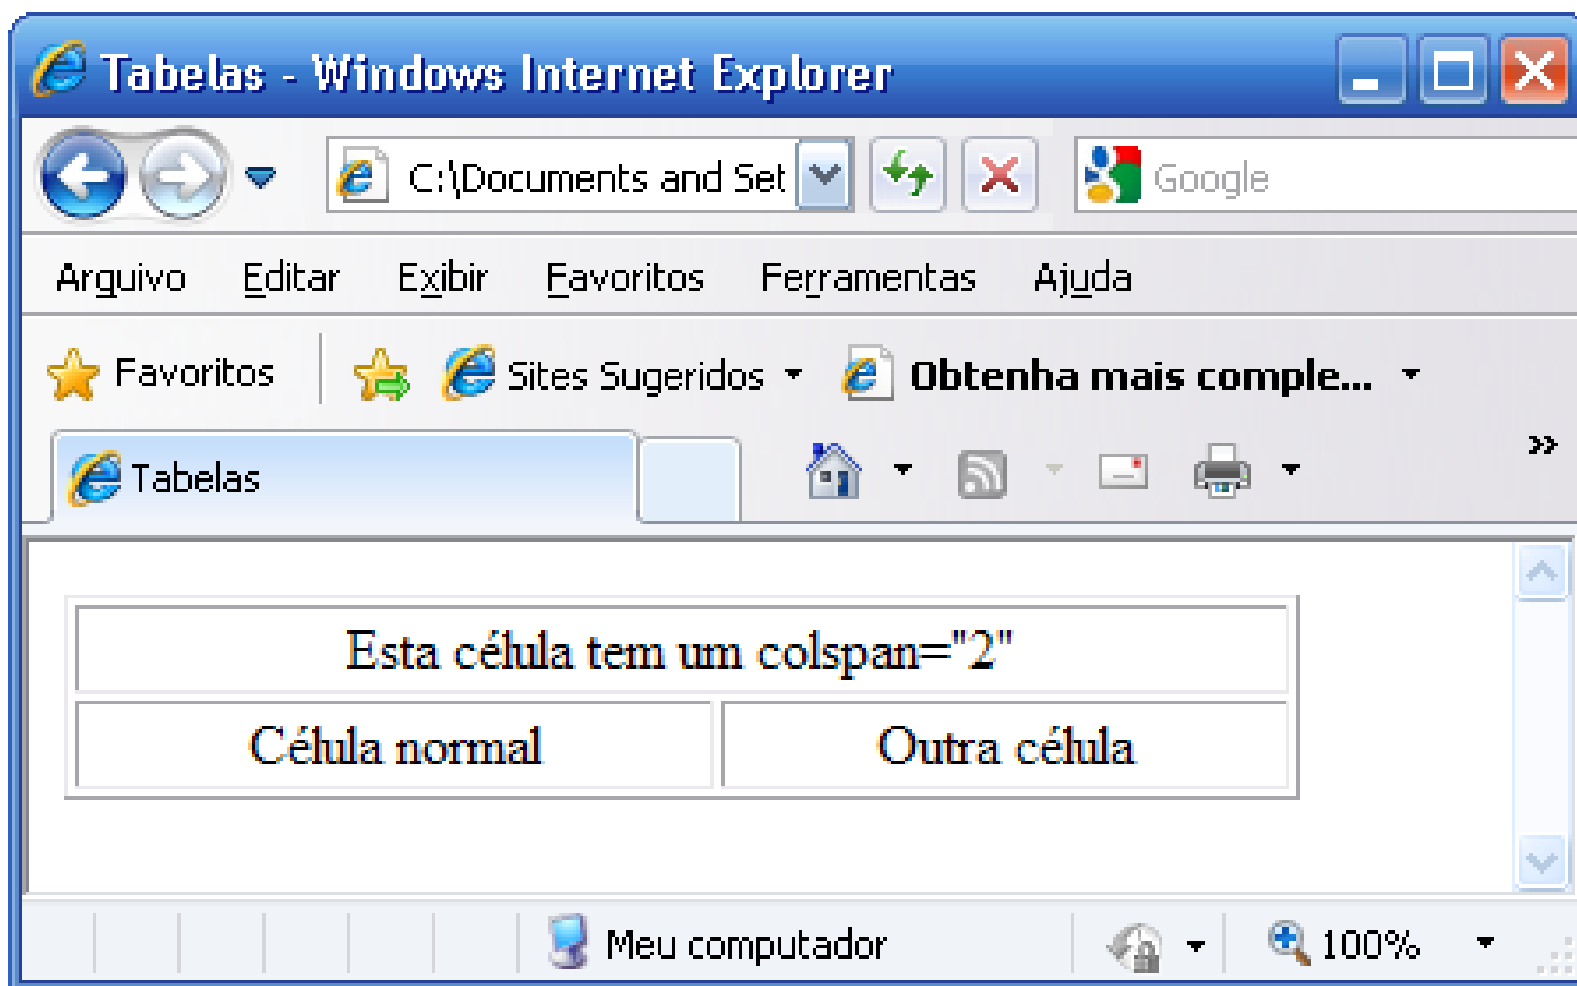 Tabelas - Windows Internet Explorer
C:\Documents and Set Google
Arquivo Editar Exibir Favoritos Ferramentas Ajuda
Favoritos Sites Sugeridos Obtenha mais comple...
Tabelas
Esta célula tem um colspan="2"
Célula normal Outra célula
Meu computador 100%